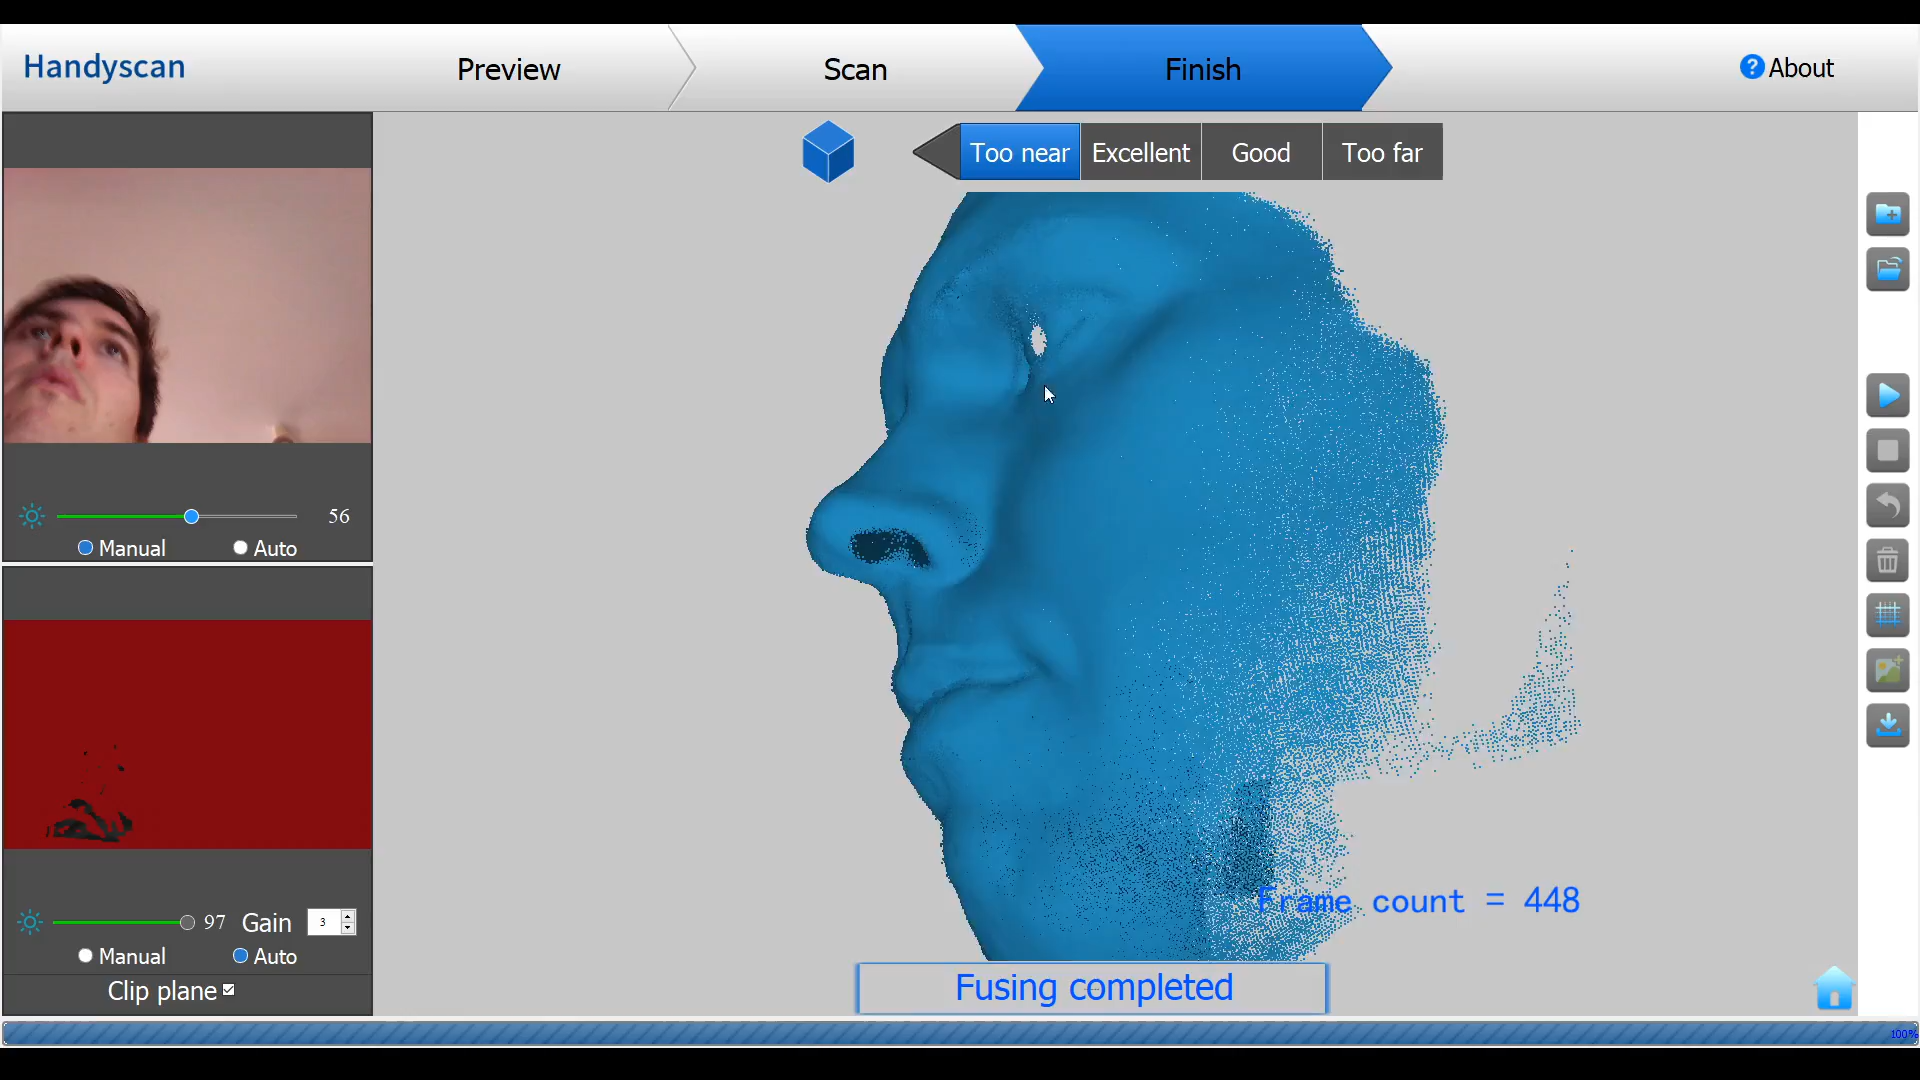 Handyscan
Preview
Scan
Finish
About
Too near
Excellent
Good
Too far
56
Manual
Auto
97
Gain
3
Manual
Auto
Clip plane
Frame count = 448
Fusing completed
100%